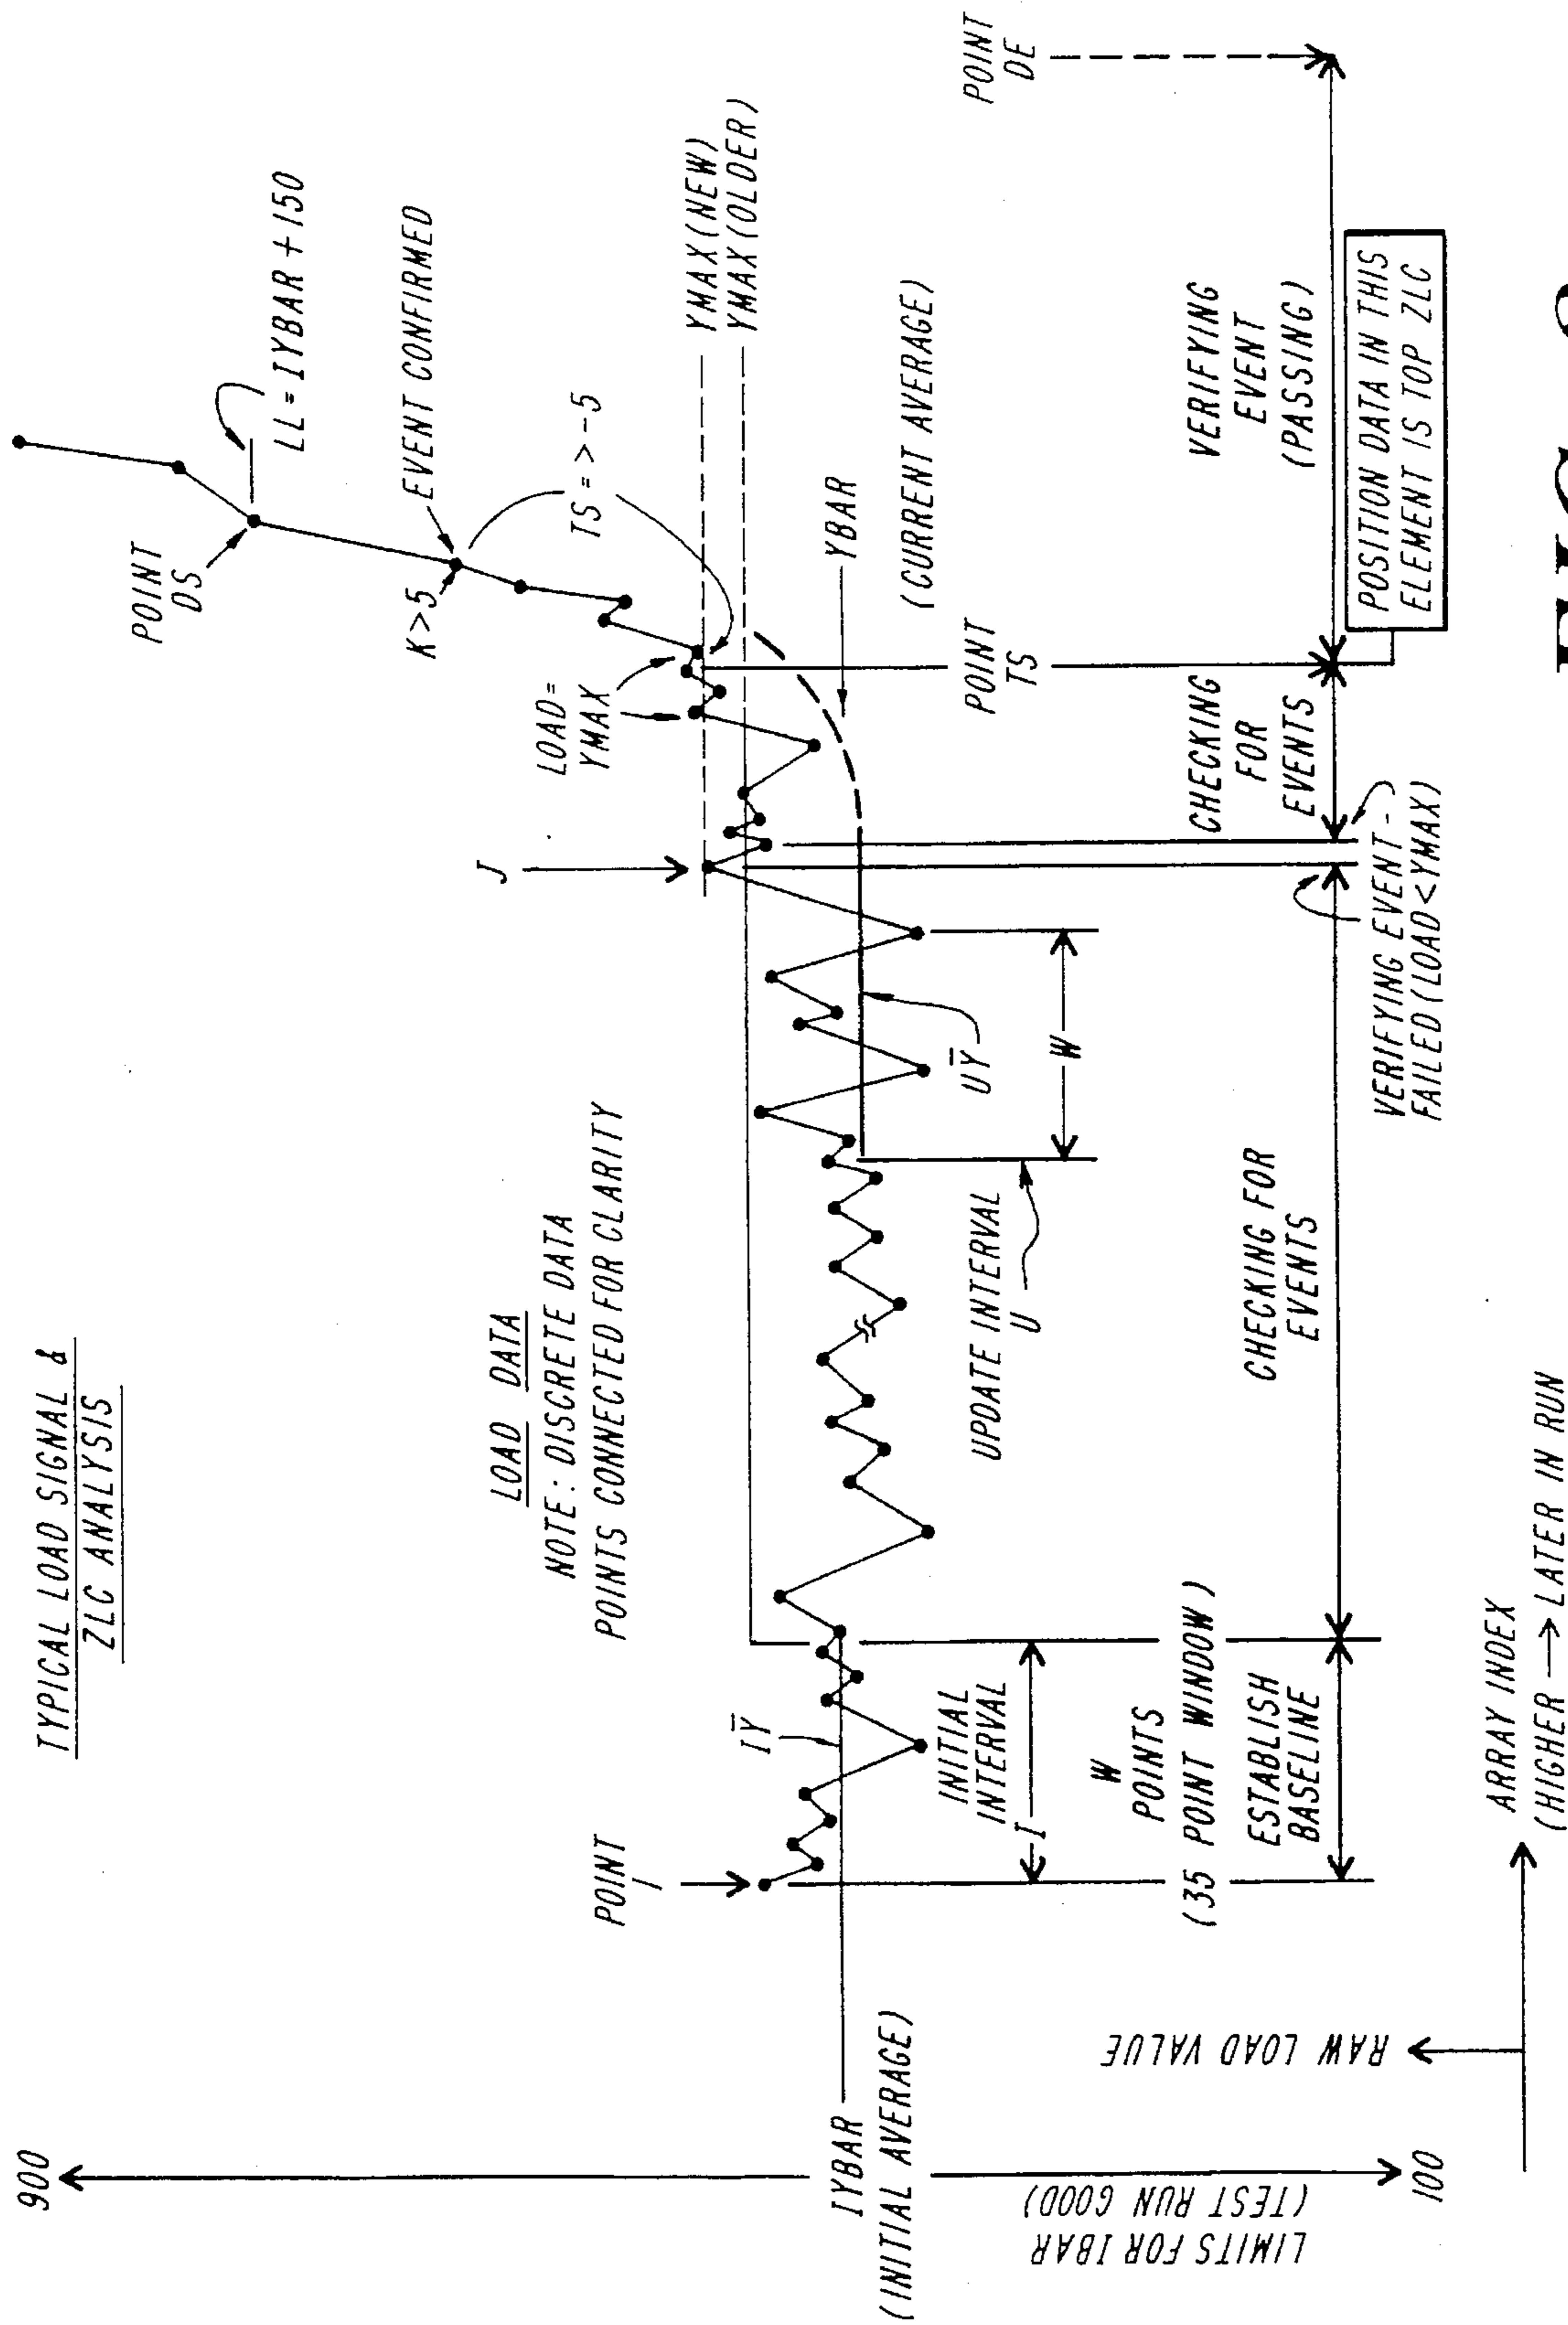 TYPICAL LOAD SIGNAL &
ZLC ANALYSIS
LOAD DATA
NOTE: DISCRETE DATA
POINTS CONNECTED FOR CLARITY
900
100
LIMITS FOR IBAR
(TEST RUN GOOD)
IYBAR
(INITIAL AVERAGE)
RAW LOAD VALUE
ARRAY INDEX
(HIGHER → LATER IN RUN
POINT
1
IȲ
INITIAL
INTERVAL
I
W
POINTS
(35 POINT WINDOW)
ESTABLISH
BASELINE
CHECKING FOR
EVENTS
UPDATE INTERVAL
U
UȲ
W
J
VERIFYING EVENT -
FAILED (LOAD<YMAX)
CHECKING
FOR
EVENTS
LOAD=
YMAX
POINT
TS
YBAR
(CURRENT AVERAGE)
K>5
EVENT CONFIRMED
TS = > -5
POINT
DS
LL = IYBAR + 150
YMAX (NEW)
YMAX (OLDER)
VERIFYING
EVENT
(PASSING)
POSITION DATA IN THIS
ELEMENT IS TOP ZLC
POINT
DE